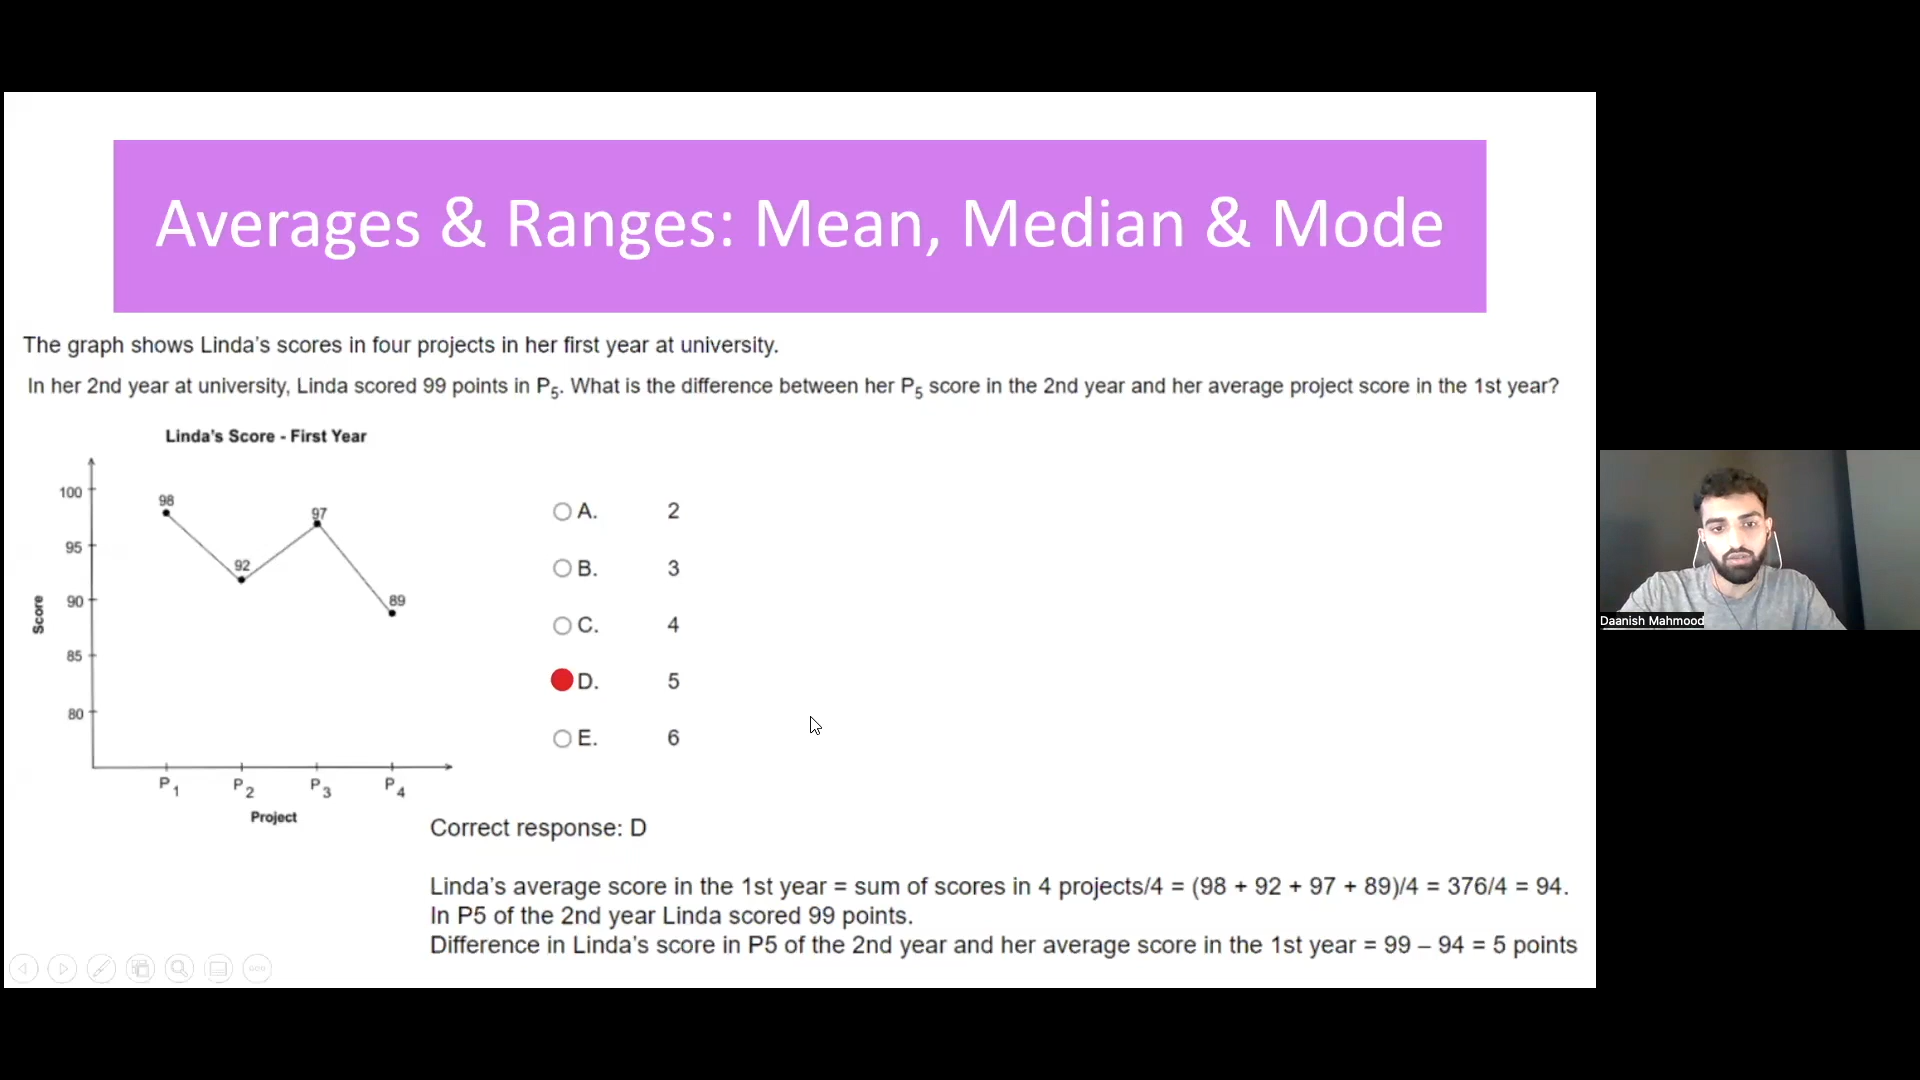 Averages & Ranges: Mean, Median & Mode
The graph shows Linda's scores in four projects in her first year at university.
In her 2nd year at university, Linda scored 99 points in P5. What is the difference between her P5 score in the 2nd year and her average project score in the 1st year?
Linda's Score - First Year
100
95
90
85
80
Score
98
92
97
89
P1
P2
P3
P4
Project
A. 2
B. 3
C. 4
D. 5
E. 6
Correct response: D
Linda's average score in the 1st year = sum of scores in 4 projects/4 = (98 + 92 + 97 + 89)/4 = 376/4 = 94.
In P5 of the 2nd year Linda scored 99 points.
Difference in Linda's score in P5 of the 2nd year and her average score in the 1st year = 99 – 94 = 5 points
Daanish Mahmood